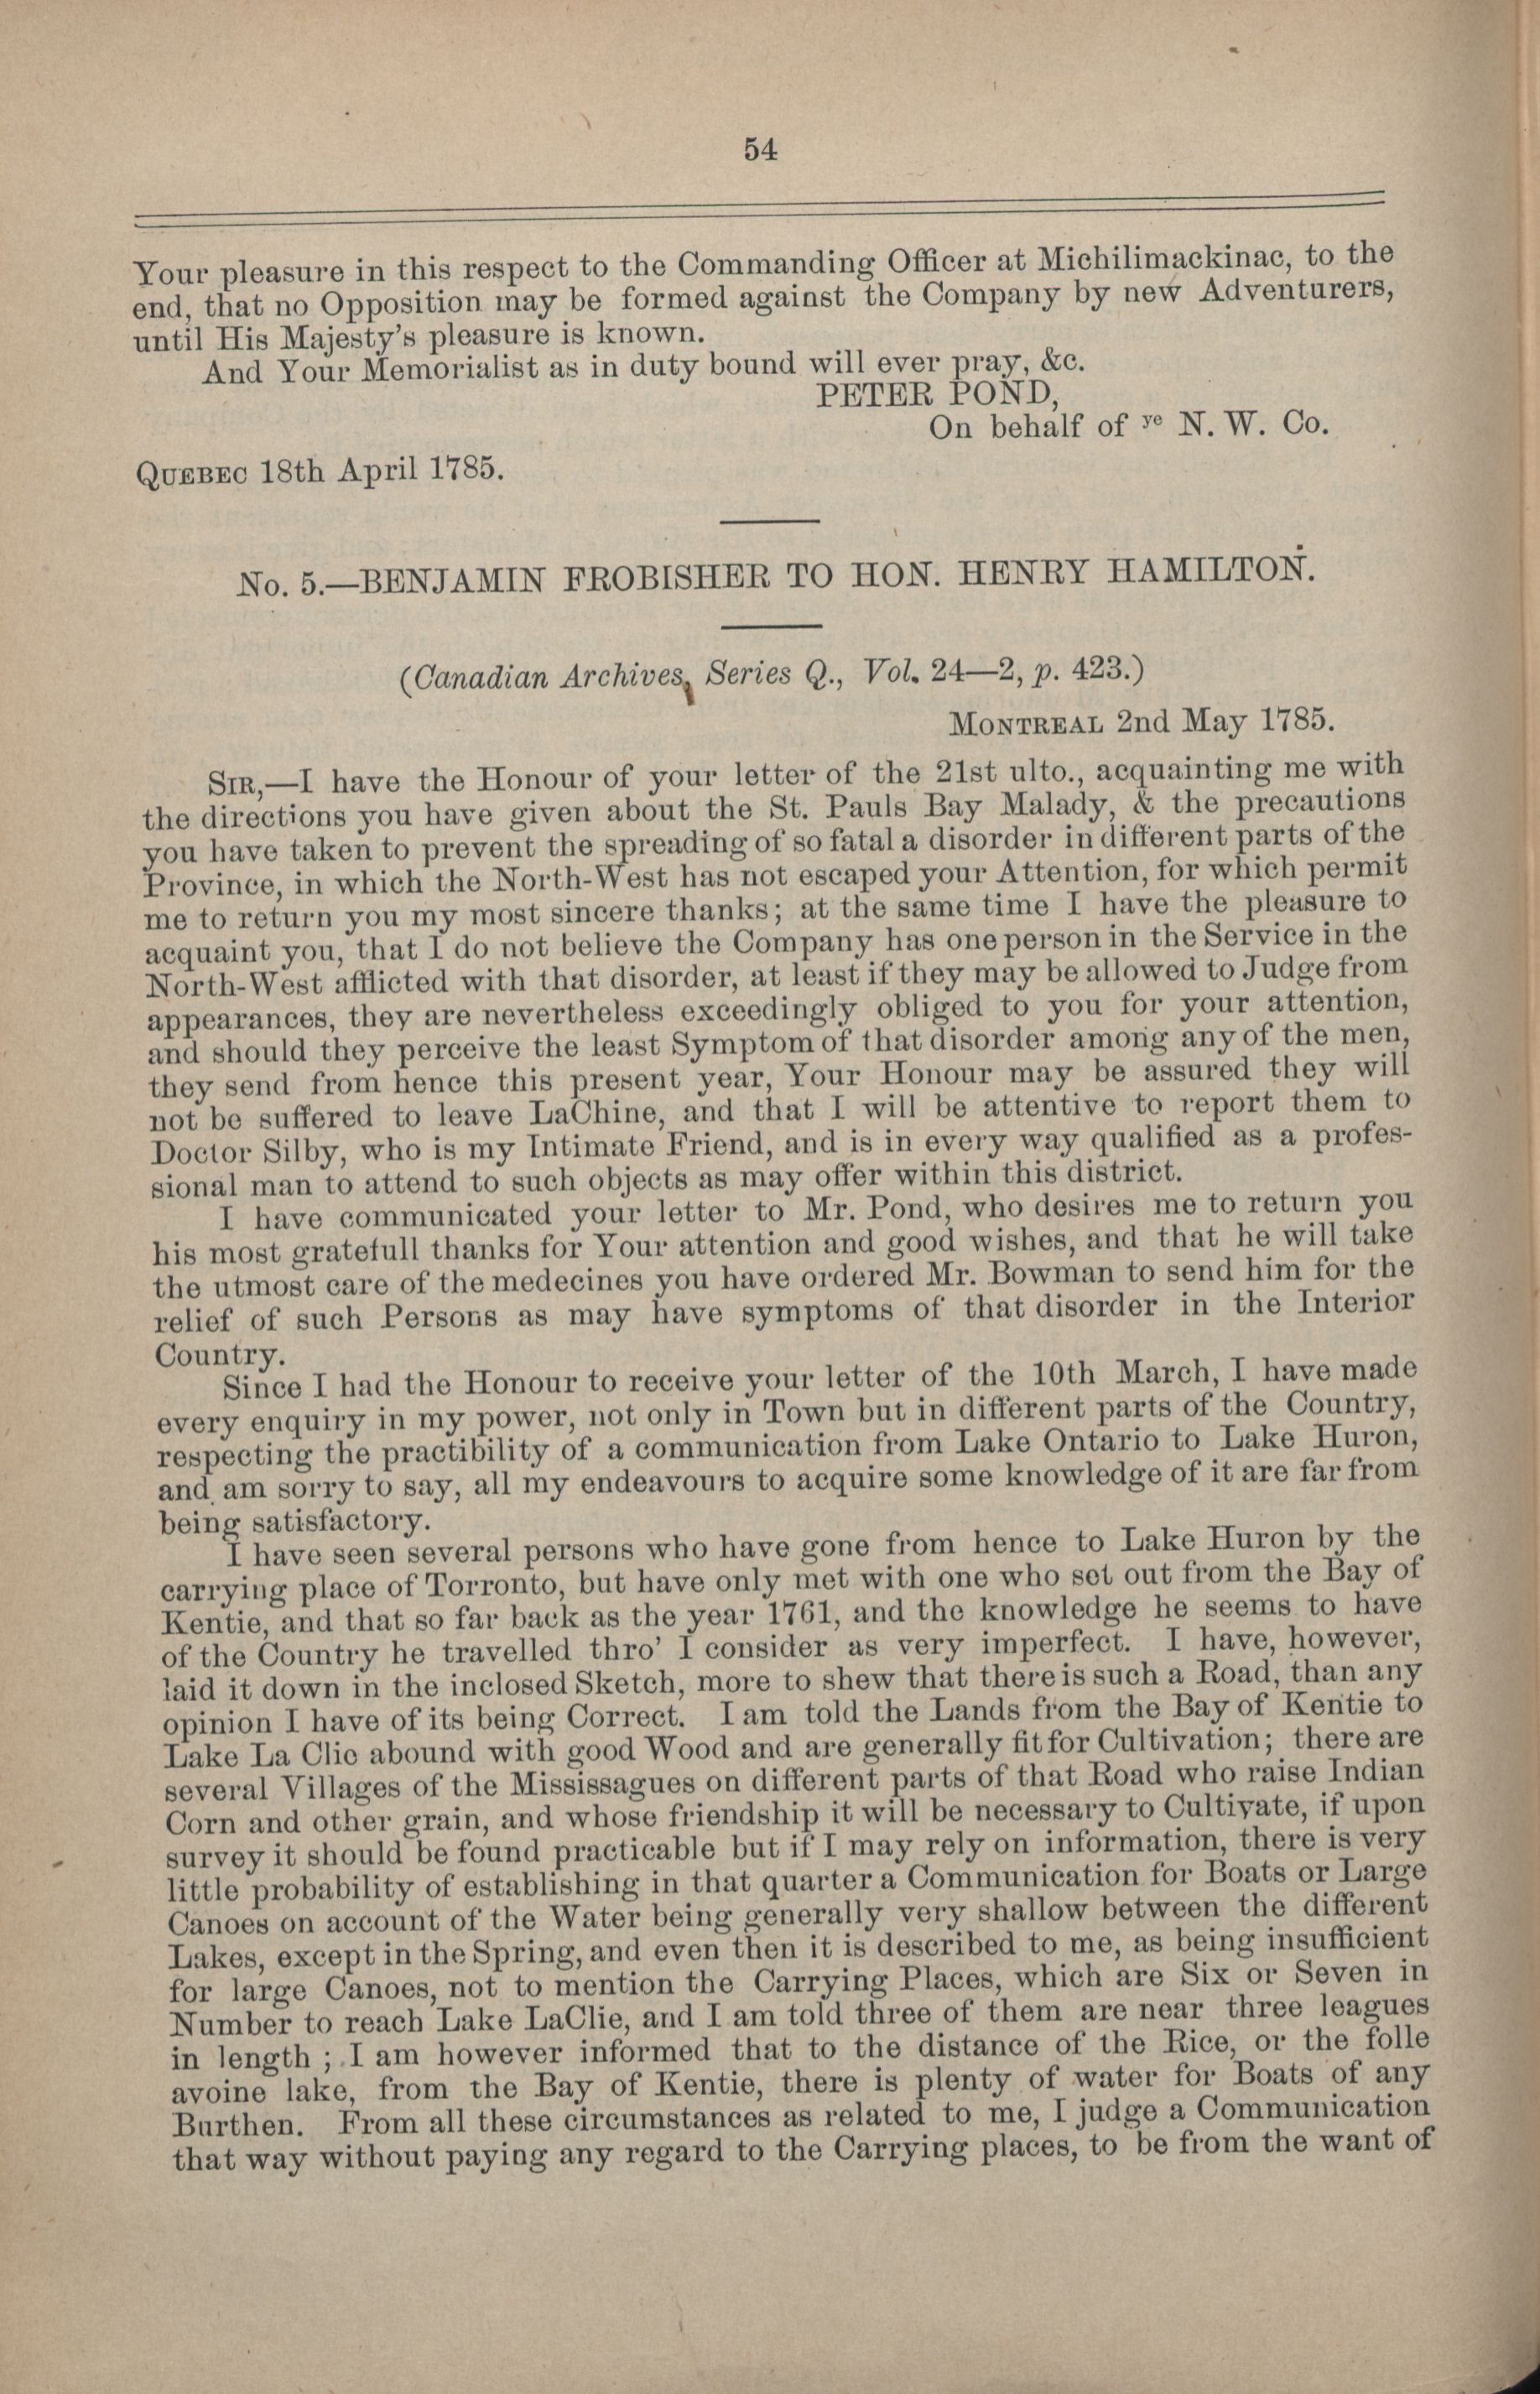 54
Your pleasure in this respect to the Commanding Officer at Michilimackinac, to the
end, that no Opposition may be formed against the Company by new Adventurers,
until His Majesty's pleasure is known.
And Your Memorialist as in duty bound will ever pray, &c.
PETER POND,
On behalf of ye N. W. Co.
QUEBEC 18th April 1785.
No. 5.—BENJAMIN FROBISHER TO HON. HENRY HAMILTON.
(Canadian Archives, Series Q., Vol. 24—2, p. 423.)
MONTREAL 2nd May 1785.
SIR,—I have the Honour of your letter of the 21st ulto., acquainting me with
the directions you have given about the St. Pauls Bay Malady, & the precautions
you have taken to prevent the spreading of so fatal a disorder in different parts of the
Province, in which the North-West has not escaped your Attention, for which permit
me to return you my most sincere thanks; at the same time I have the pleasure to
acquaint you, that I do not believe the Company has one person in the Service in the
North-West afflicted with that disorder, at least if they may be allowed to Judge from
appearances, they are nevertheless exceedingly obliged to you for your attention,
and should they perceive the least Symptom of that disorder among any of the men,
they send from hence this present year, Your Honour may be assured they will
not be suffered to leave LaChine, and that I will be attentive to report them to
Doctor Silby, who is my Intimate Friend, and is in every way qualified as a profes-
sional man to attend to such objects as may offer within this district.
I have communicated your letter to Mr. Pond, who desires me to return you
his most gratefull thanks for Your attention and good wishes, and that he will take
the utmost care of the medecines you have ordered Mr. Bowman to send him for the
relief of such Persons as may have symptoms of that disorder in the Interior
Country.
Since I had the Honour to receive your letter of the 10th March, I have made
every enquiry in my power, not only in Town but in different parts of the Country,
respecting the practibility of a communication from Lake Ontario to Lake Huron,
and am sorry to say, all my endeavours to acquire some knowledge of it are far from
being satisfactory.
I have seen several persons who have gone from hence to Lake Huron by the
carrying place of Torronto, but have only met with one who set out from the Bay of
Kentie, and that so far back as the year 1761, and the knowledge he seems to have
of the Country he travelled thro' I consider as very imperfect. I have, however,
laid it down in the inclosed Sketch, more to shew that there is such a Road, than any
opinion I have of its being Correct. I am told the Lands from the Bay of Kentie to
Lake La Clie abound with good Wood and are generally fit for Cultivation; there are
several Villages of the Mississagues on different parts of that Road who raise Indian
Corn and other grain, and whose friendship it will be necessary to Cultivate, if upon
survey it should be found practicable but if I may rely on information, there is very
little probability of establishing in that quarter a Communication for Boats or Large
Canoes on account of the Water being generally very shallow between the different
Lakes, except in the Spring, and even then it is described to me, as being insufficient
for large Canoes, not to mention the Carrying Places, which are Six or Seven in
Number to reach Lake LaClie, and I am told three of them are near three leagues
in length ; I am however informed that to the distance of the Rice, or the folle
avoine lake, from the Bay of Kentie, there is plenty of water for Boats of any
Burthen. From all these circumstances as related to me, I judge a Communication
that way without paying any regard to the Carrying places, to be from the want of